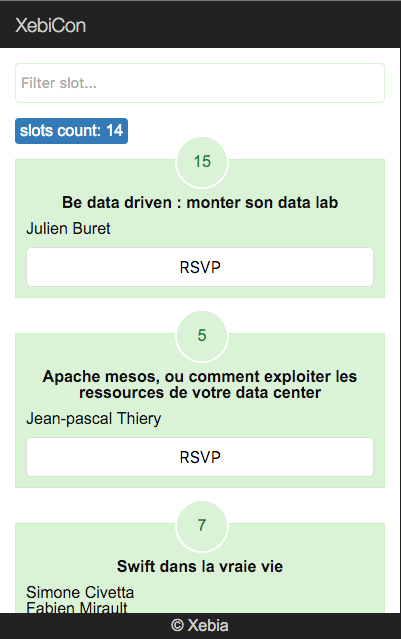 XebiCon
Filter slot...
slots count: 14
15
Be data driven : monter son data lab
Julien Buret
RSVP
5
Apache mesos, ou comment exploiter les
ressources de votre data center
Jean-pascal Thiery
RSVP
7
Swift dans la vraie vie
Simone Civetta
Fabien Mirault
© Xebia